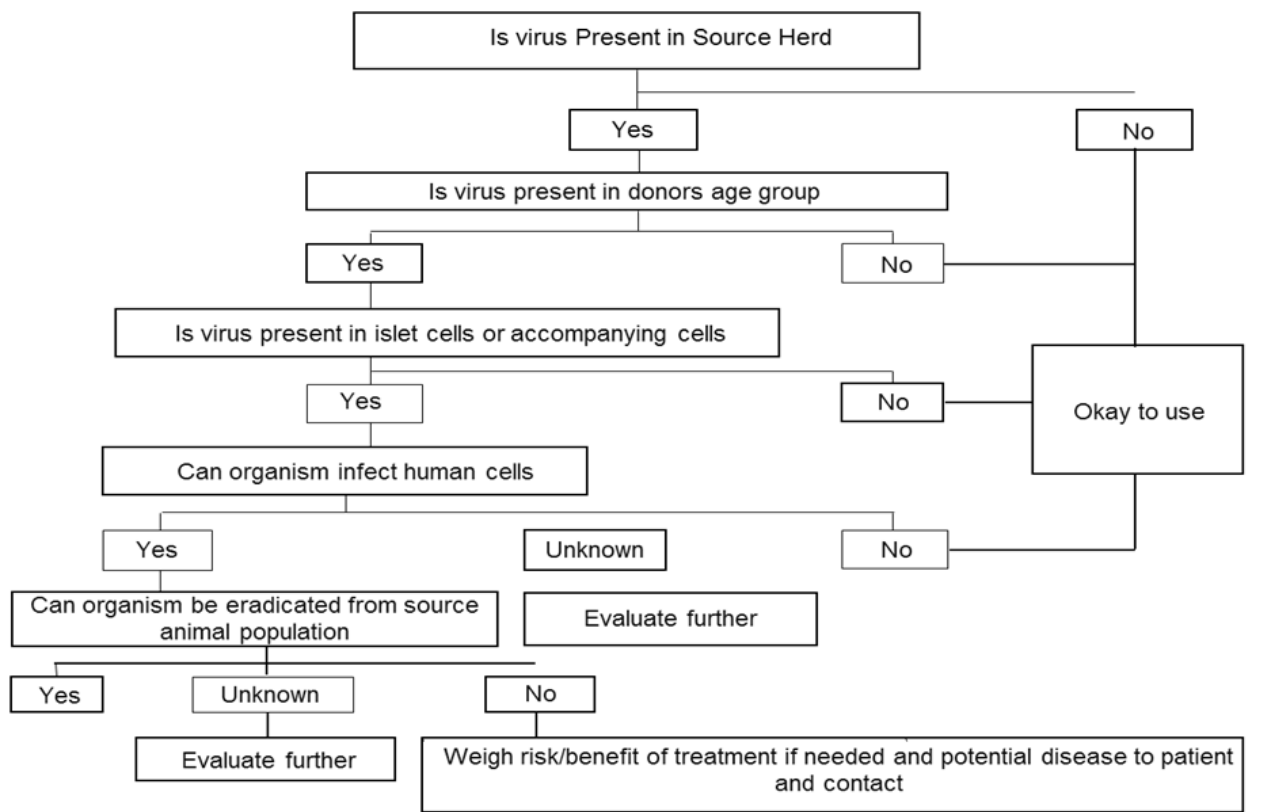 Is virus Present in Source Herd
Yes
No
Is virus present in donors age group
Yes
No
Is virus present in islet cells or accompanying cells
Yes
No
Okay to use
Can organism infect human cells
Yes
Unknown
No
Can organism be eradicated from source
animal population
Evaluate further
Yes
Unknown
No
Evaluate further
Weigh risk/benefit of treatment if needed and potential disease to patient
and contact